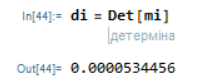 In[44]:= di = Det[mi]
детерміна
Out[44]= 0.0000534456